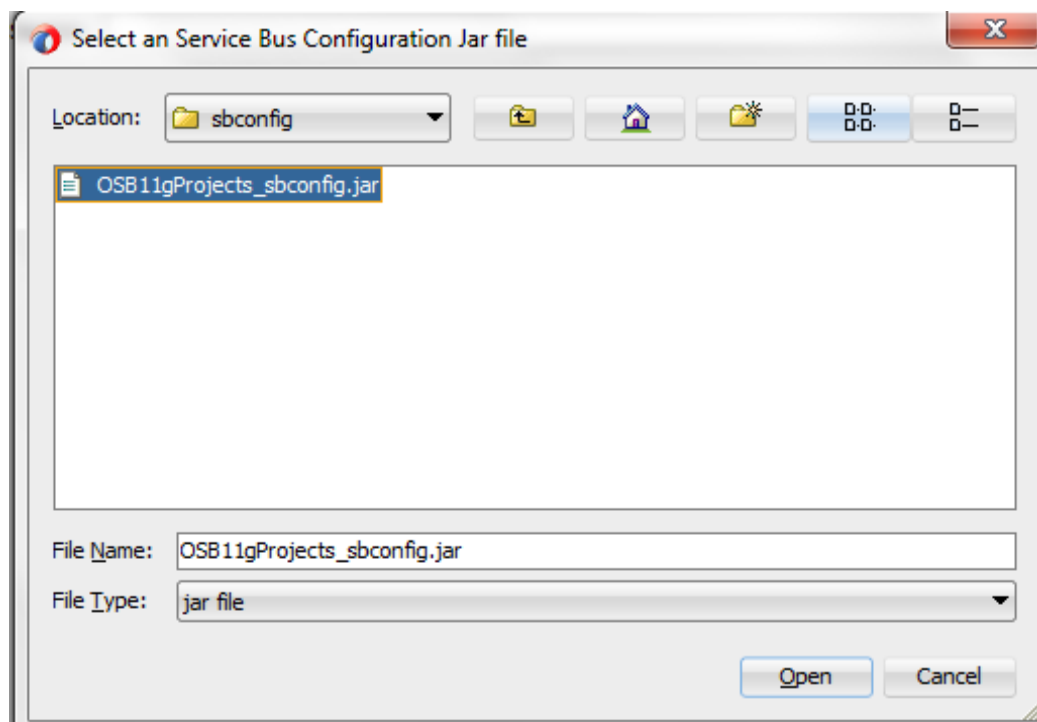 Select an Service Bus Configuration Jar file
Location: sbconfig
OSB11gProjects_sbconfig.jar
File Name: OSB11gProjects_sbconfig.jar
File Type: jar file
Open Cancel